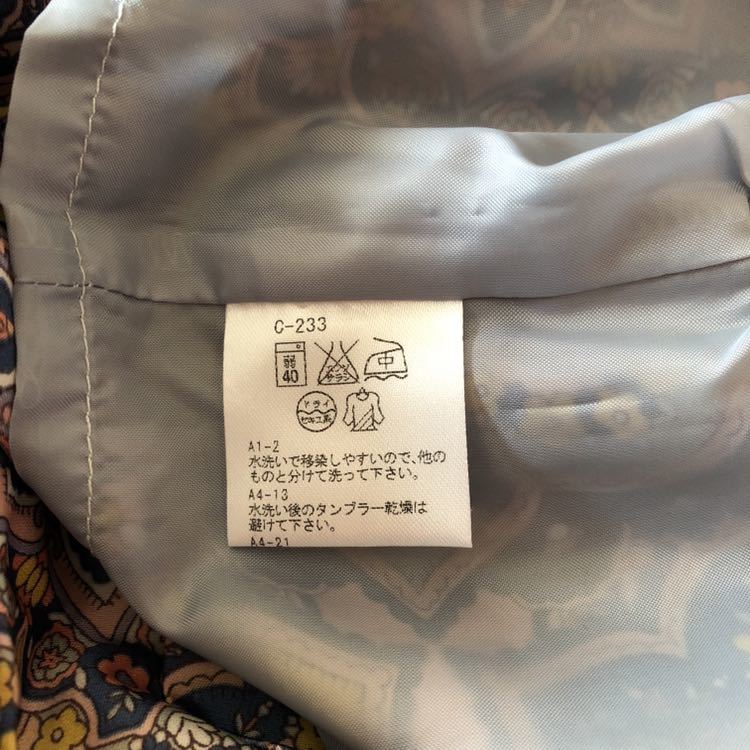 C-233
弱
40
エンソ
サラシ
中
ドライ
セキユ系
A1-2
水洗いで移染しやすいので、他の
ものと分けて洗って下さい。
A4-13
水洗い後のタンブラー乾燥は
避けて下さい。
A4-21